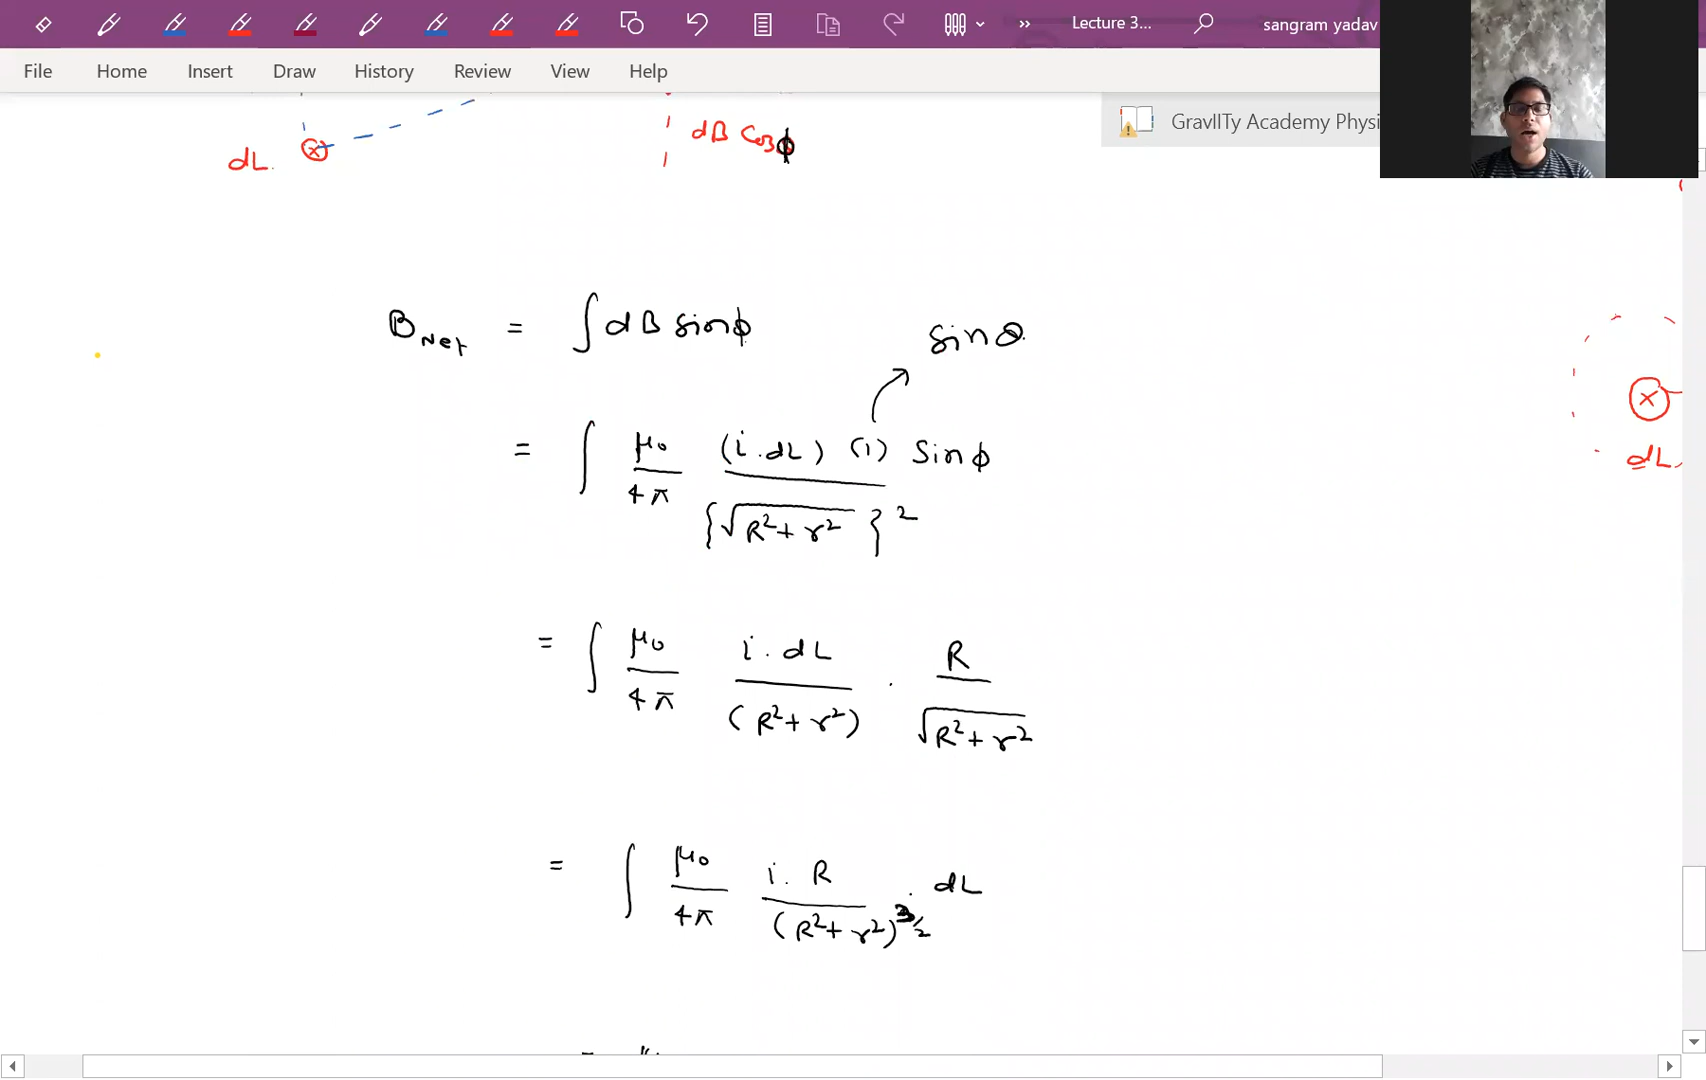 Lecture 3...
sangram yadav
File Home Insert Draw History Review View Help
GravIITy Academy Physi
dB Cosϕ
dL.
B_Net = ∫ dB sinϕ
sinθ.
= ∫ μ₀/4π (i.dL) (1)/{√R²+r²}² Sinϕ
= ∫ μ₀/4π i.dL/(R²+r²) . R/√R²+r²
= ∫ μ₀/4π i.R/(R²+r²)^3/2 . dL
dL